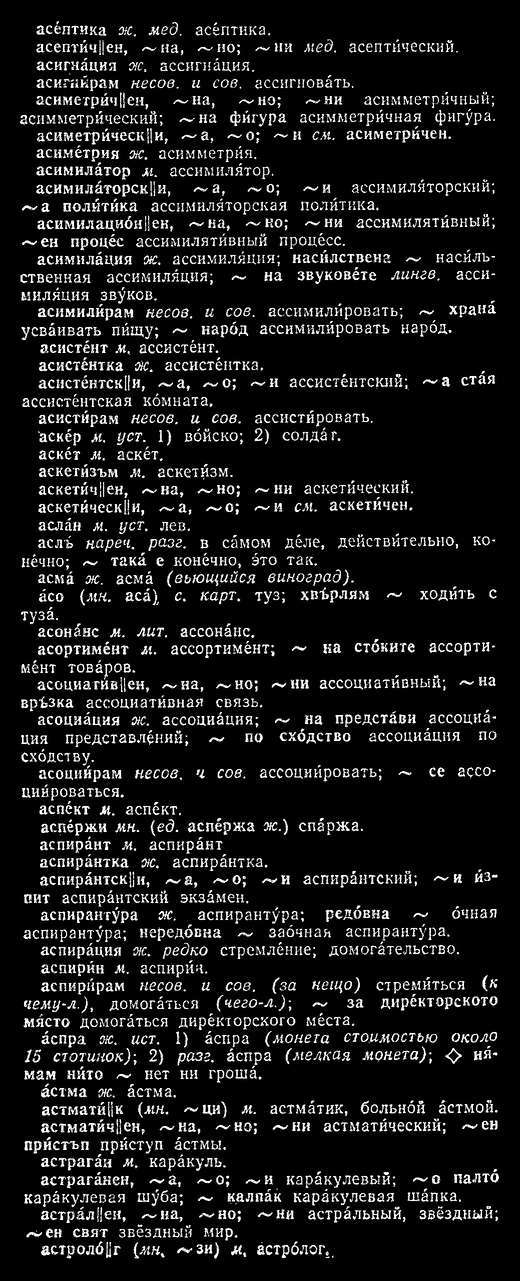 асе́птика ж. мед. асе́птика.
асепти́ч||ен, ~на, ~но; ~ни мед. асепти́ческий.
асигна́ция ж. ассигна́ция.
асигни́рам несов. и сов. ассигнова́ть.
асиметри́ч||ен, ~на, ~но; ~ни асимметри́чный;
асимметри́ческий; ~на фигу́ра асимметри́чная фигу́ра.
асиметри́ческ||и, ~а, ~о; ~и см. асиметри́чен.
асиме́трия ж. асимметри́я.
асимила́тор м. ассимиля́тор.
асимила́торск||и, ~а, ~о; ~и ассимиля́торский;
~а поли́тика ассимиля́торская поли́тика.
асимилацио́н||ен, ~на, ~но; ~ни ассимиляти́вный;
~ен проце́с ассимиляти́вный проце́сс.
асимила́ция ж. ассимиля́ция; наси́лствена ~ наси́ль-
ственная ассимиля́ция; ~ на звукове́те лингв. асси-
миля́ция зву́ков.
асимили́рам несов. и сов. ассимили́ровать; ~ храна́
усва́ивать пи́щу; ~ наро́д ассимили́ровать наро́д.
асисте́нт м. ассисте́нт.
асисте́нтка ж. ассисте́нтка.
асисте́нтск||и, ~а, ~о; ~и ассисте́нтский; ~а ста́я
ассисте́нтская ко́мната.
асисти́рам несов. и сов. ассисти́ровать.
аске́р м. уст. 1) во́йско; 2) солда́т.
аске́т м. аске́т.
аскети́зъм м. аскети́зм.
аскети́ч||ен, ~на, ~но; ~ни аскети́ческий.
аскети́ческ||и, ~а, ~о; ~и см. аскети́чен.
асла́н м. уст. лев.
аслъ́ нареч. разг. в са́мом де́ле, действи́тельно, ко-
не́чно; ~ така́ е коне́чно, э́то так.
асма́ ж. асма́ (вьющийся виноград).
а́со (мн. аса́) с. карт. туз; хвъ́рлям ~ ходи́ть с
туза́.
асона́нс м. лит. ассона́нс.
асортиме́нт м. ассортиме́нт; ~ на сто́ките ассорти-
ме́нт това́ров.
асоциати́в||ен, ~на, ~но; ~ни ассоциати́вный; ~на
връ́зка ассоциати́вная связь.
асоциа́ция ж. ассоциа́ция; ~ на предста́ви ассоциа́-
ция представле́ний; ~ по схо́дство ассоциа́ция по
схо́дству.
асоции́рам несов. и сов. ассоции́ровать; ~ се ассо-
ции́роваться.
аспе́кт м. аспе́кт.
аспе́ржи мн. (ед. аспе́ржа ж.) спа́ржа.
аспира́нт м. аспира́нт
аспира́нтка ж. аспира́нтка.
аспира́нтск||и, ~а, ~о; ~и аспира́нтский; ~и и́з-
пит аспира́нтский экза́мен.
аспиранту́ра ж. аспиранту́ра; редо́вна ~ о́чная
аспиранту́ра; нередо́вна ~ зао́чная аспиранту́ра.
аспира́ция ж. редко стремле́ние; домога́тельство.
аспири́н м. аспири́н.
аспири́рам несов. и сов. (за нещо) стреми́ться (к
чему-л.), домога́ться (чего-л.); ~ за дире́кторското
мя́сто домога́ться дире́кторского ме́ста.
а́спра ж. ист. 1) а́спра (монета стоимостью около
15 стотинок); 2) разг. а́спра (мелкая монета); ◇ ня́-
мам ни́то ~ нет ни гроша́.
а́стма ж. а́стма.
астмати́||к (мн. ~ци) м. астма́тик, больно́й а́стмой.
астмати́ч||ен, ~на, ~но; ~ни астмати́ческий; ~ен
при́стъп при́ступ а́стмы.
астрага́н м. кара́куль.
астрага́нен, ~а, ~о; ~и кара́кулевый; ~о палто́
кара́кулевая шу́ба; ~ калпа́к кара́кулевая ша́пка.
астра́л||ен, ~на, ~но; ~ни астра́льный, звёздный;
~ен свят звёздный мир.
астроло́||г (мн. ~зи) м. астро́лог.